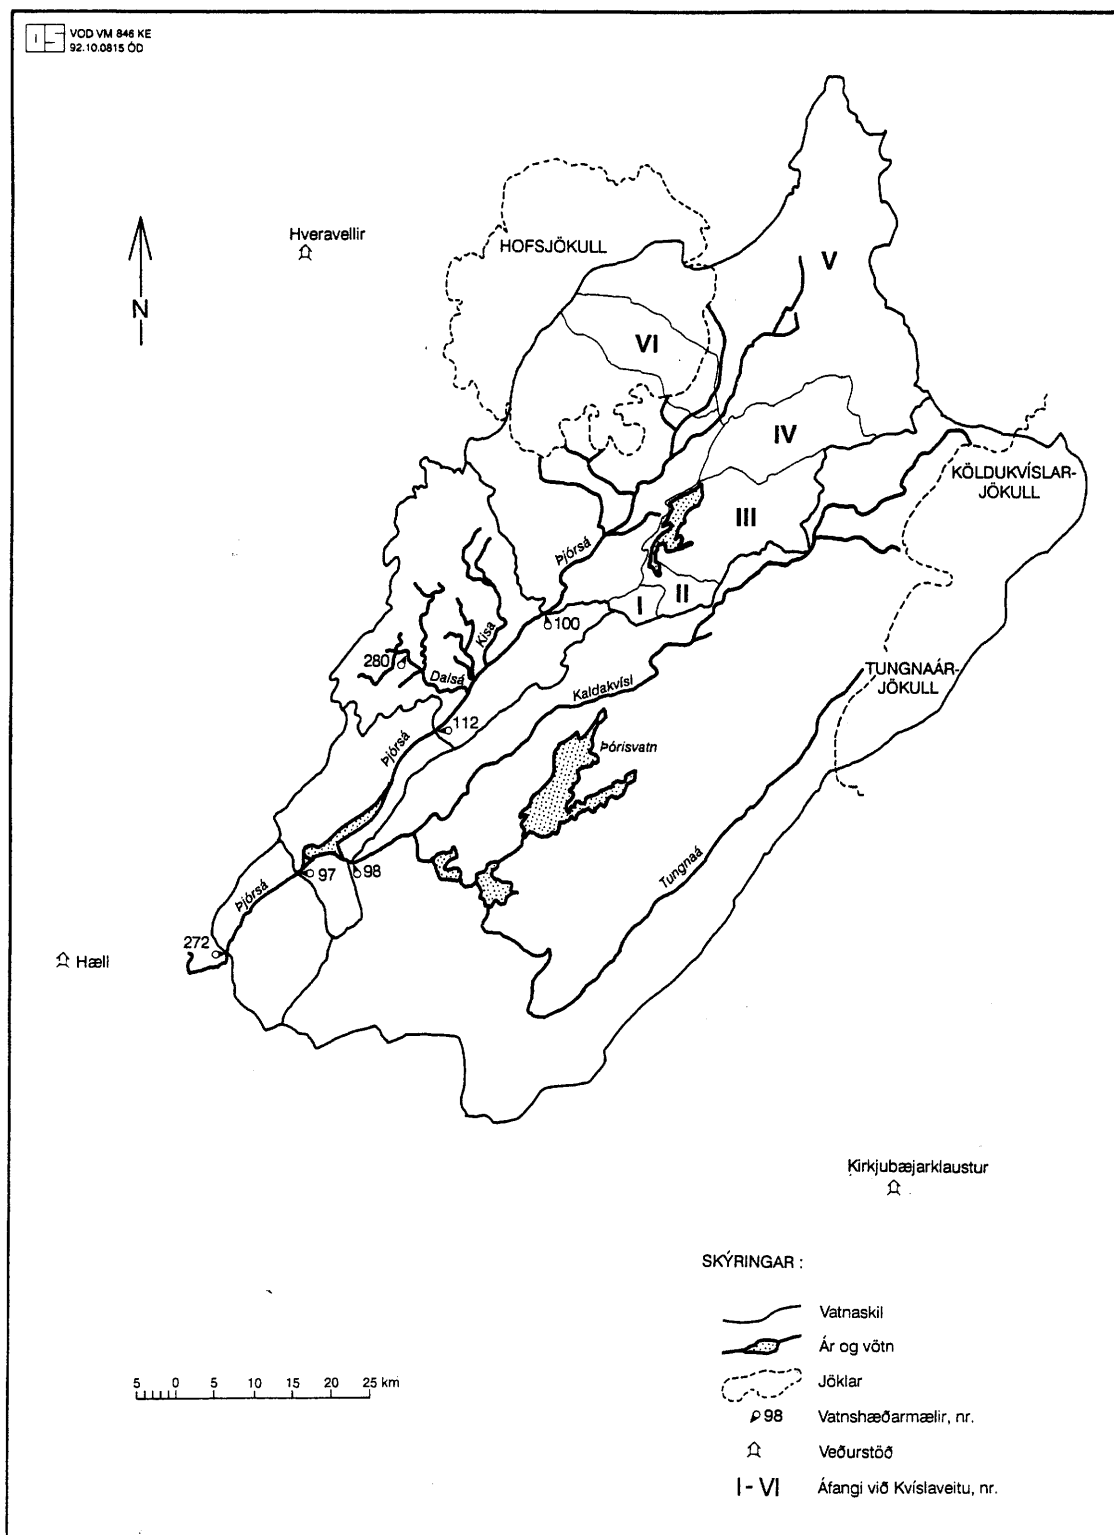 OS
VOD VM 846 KE
92.10.0815 ÓD
Hveravellir
HOFSJÖKULL
N
V
VI
IV
KÖLDUKVÍSLAR-
JÖKULL
III
Þjórsá
II
I
100
Kisa
280
Dalsá
TUNGNAÁR-
JÖKULL
Kaldakvísl
112
Þjórsá
Þórisvatn
Tungnaá
97
98
Þjórsá
272
Hæll
Kirkjubæjarklaustur
SKÝRINGAR :
Vatnaskil
Ár og vötn
Jöklar
98 Vatnshæðarmælir, nr.
Veðurstöð
I - VI Áfangi við Kvíslaveitu, nr.
5 0 5 10 15 20 25 km